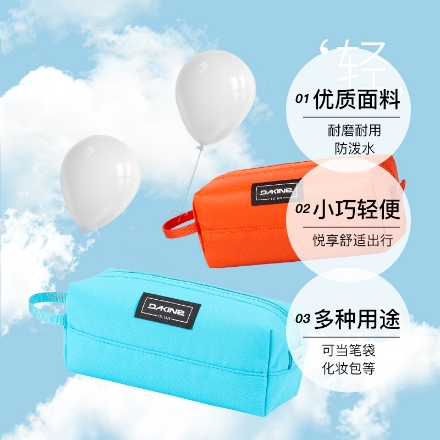 ‘轻
01 优质面料
耐磨耐用
防泼水
DAKINE
02 小巧轻便
悦享舒适出行
DAKINE
03 多种用途
可当笔袋
化妆包等